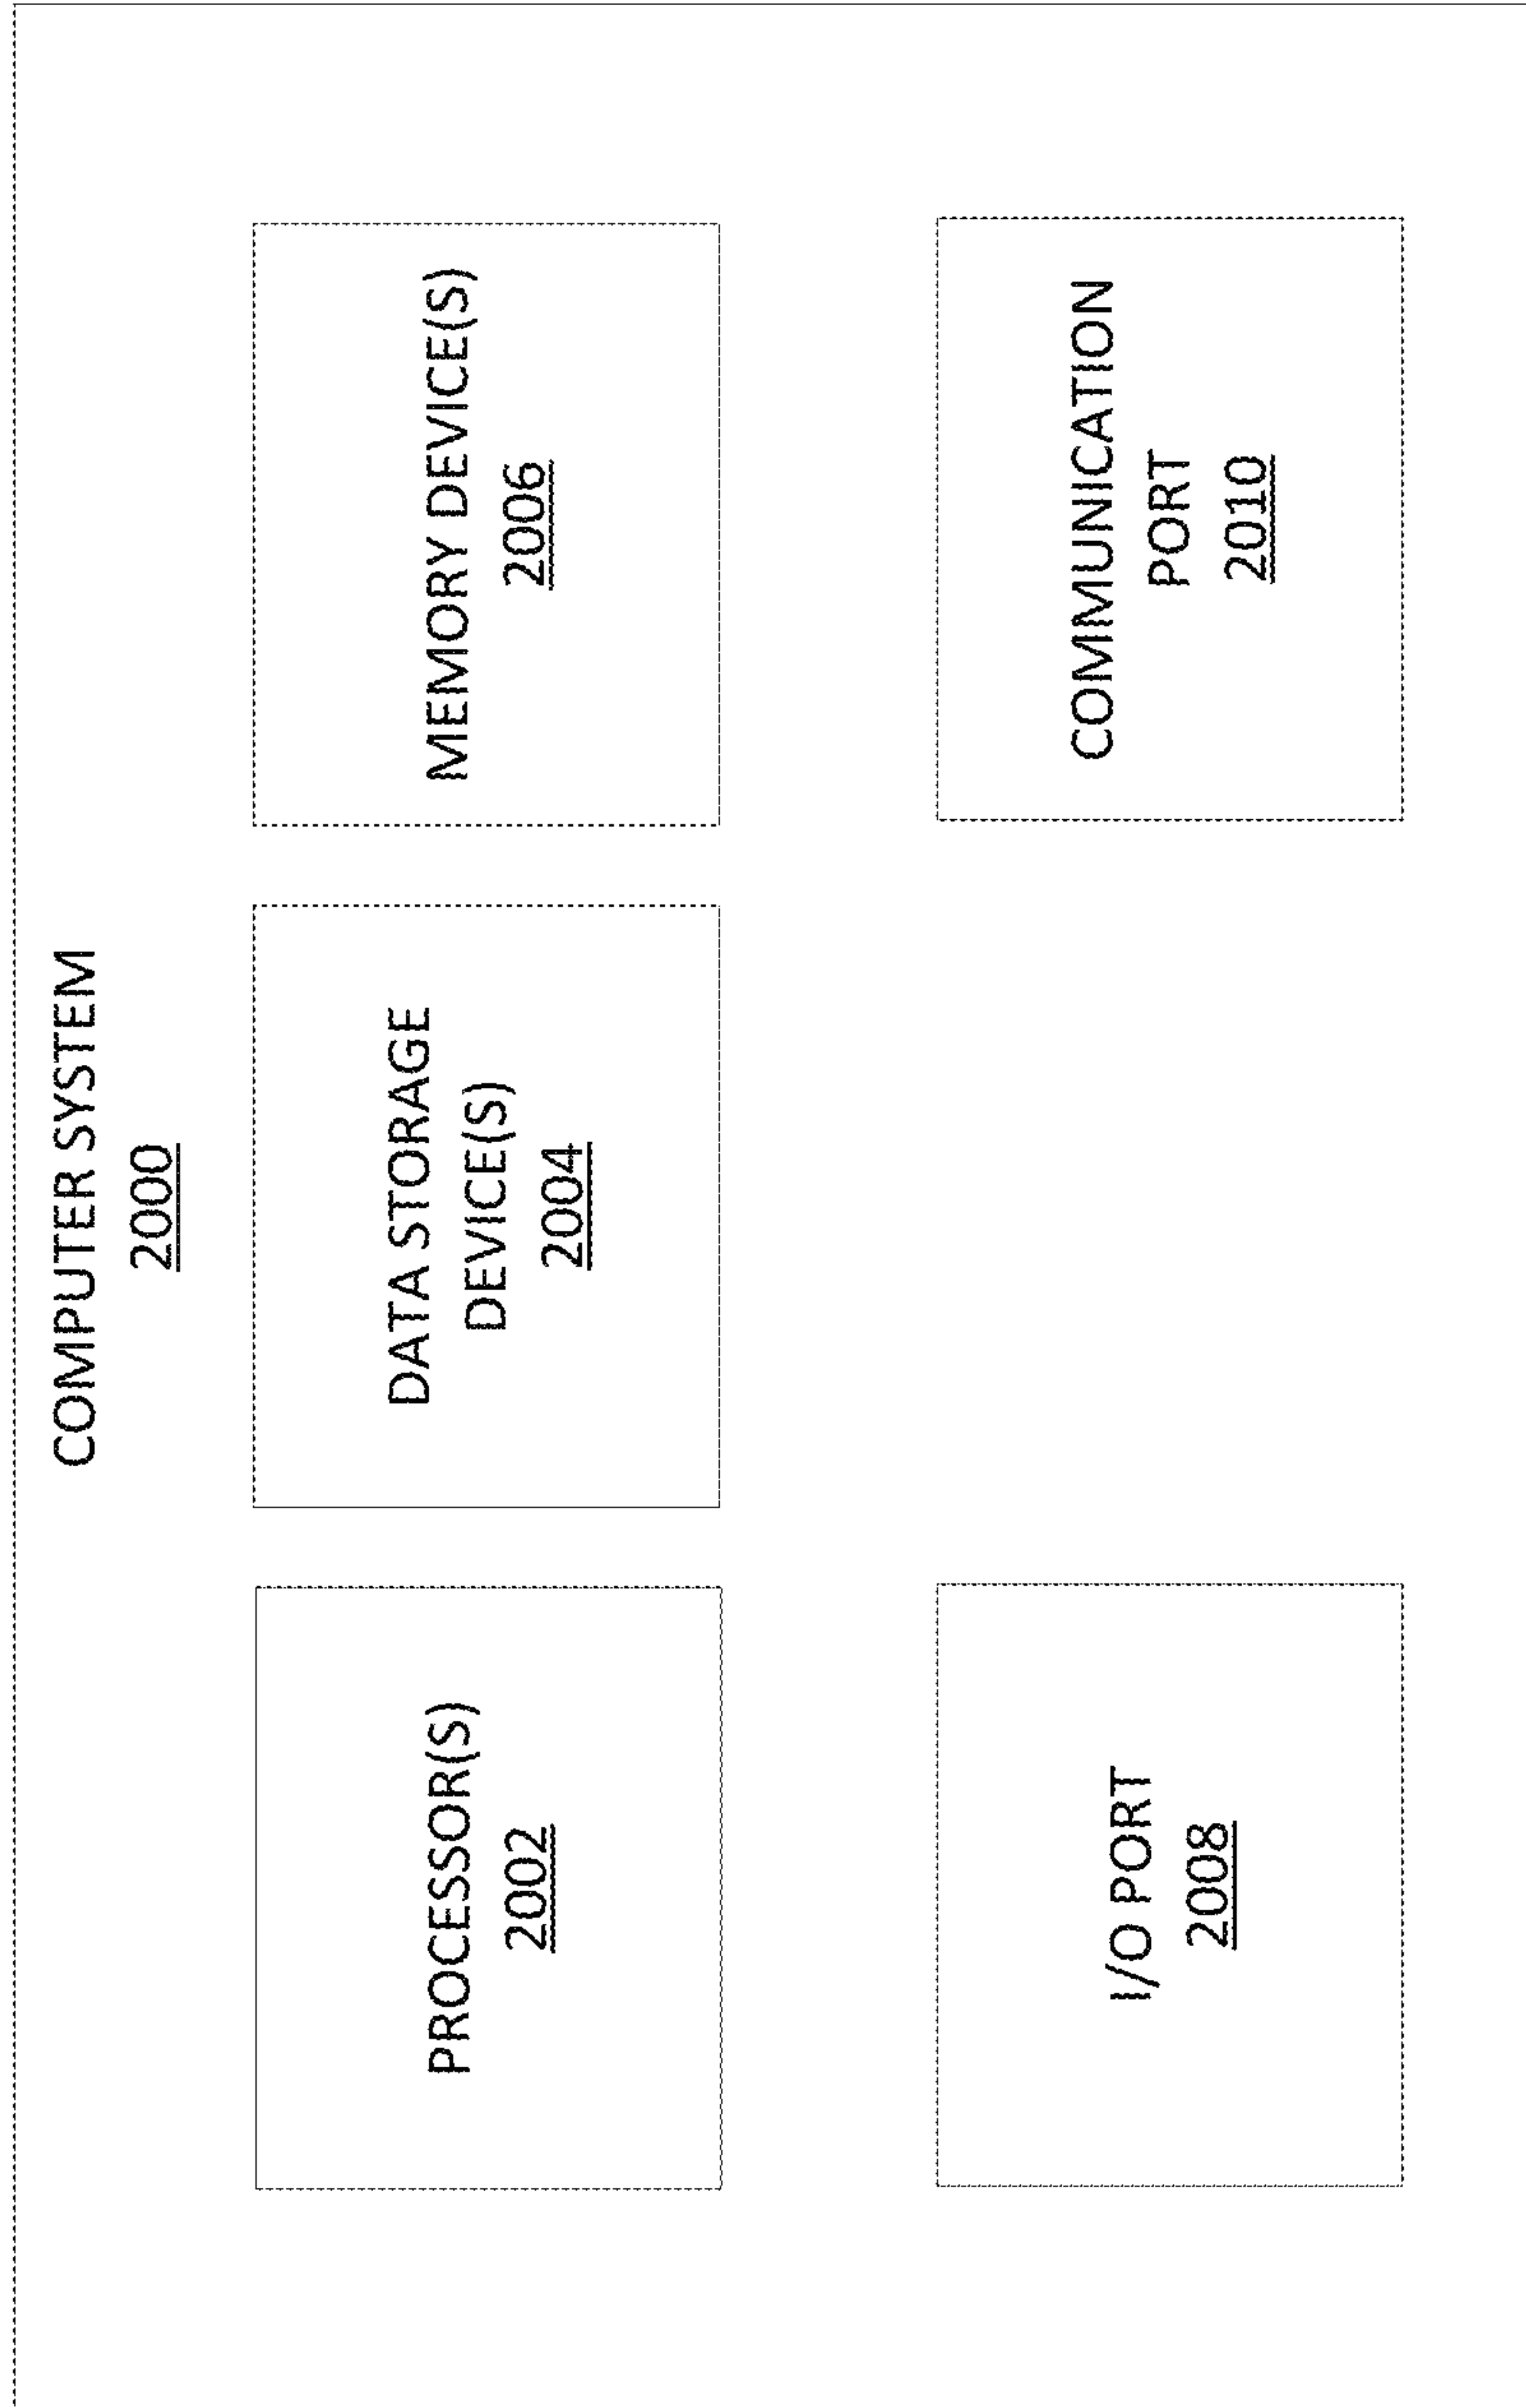 COMPUTER SYSTEM
2000
PROCESSOR(S)
2002
DATA STORAGE
DEVICE(S)
2004
MEMORY DEVICE(S)
2006
I/O PORT
2008
COMMUNICATION
PORT
2010